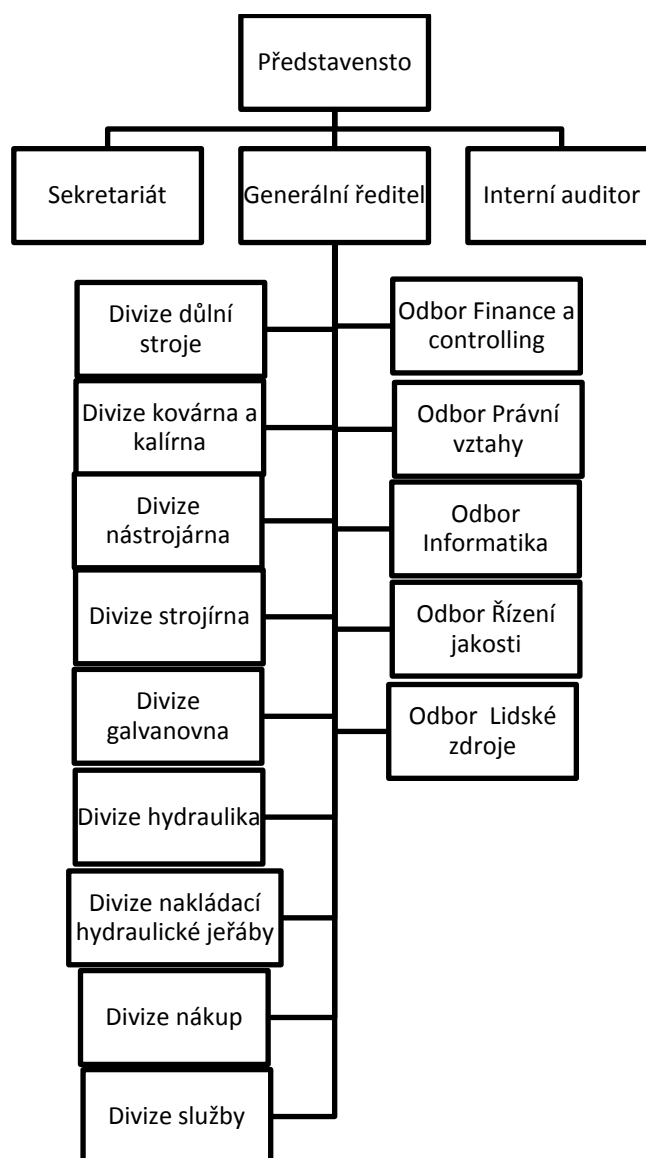 Představensto
Sekretariát
Generální ředitel
Interní auditor
Divize důlní
stroje
Divize kovárna a
kalírna
Divize
nástrojárna
Divize strojírna
Divize
galvanovna
Divize hydraulika
Divize nakládací
hydraulické jeřáby
Divize nákup
Divize služby
Odbor Finance a
controlling
Odbor Právní
vztahy
Odbor
Informatika
Odbor Řízení
jakosti
Odbor  Lidské
zdroje